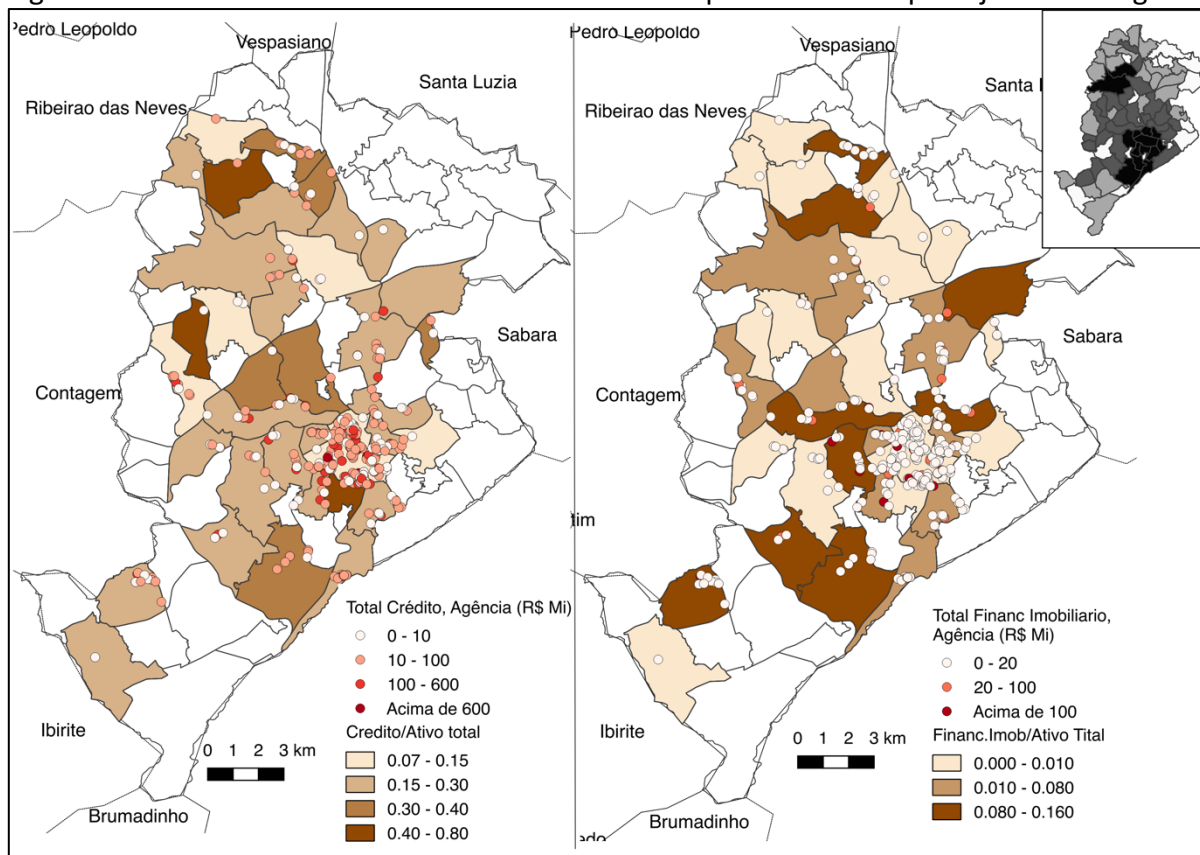 Pedro Leopoldo
Vespasiano
Santa Luzia
Ribeirao das Neves
Sabara
Contagem
Ibirite
Brumadinho
Total Crédito, Agência (R$ Mi)
0 - 10
10 - 100
100 - 600
Acima de 600
Credito/Ativo total
0.07 - 0.15
0.15 - 0.30
0.30 - 0.40
0.40 - 0.80
0 1 2 3 km
Pedro Leopoldo
Vespasiano
Santa
Ribeirao das Neves
Sabara
Contagem
tim
Ibirite
Brumadinho
edo
Total Financ Imobiliario,
Agência (R$ Mi)
0 - 20
20 - 100
Acima de 100
Financ.Imob/Ativo Tital
0.000 - 0.010
0.010 - 0.080
0.080 - 0.160
0 1 2 3 km